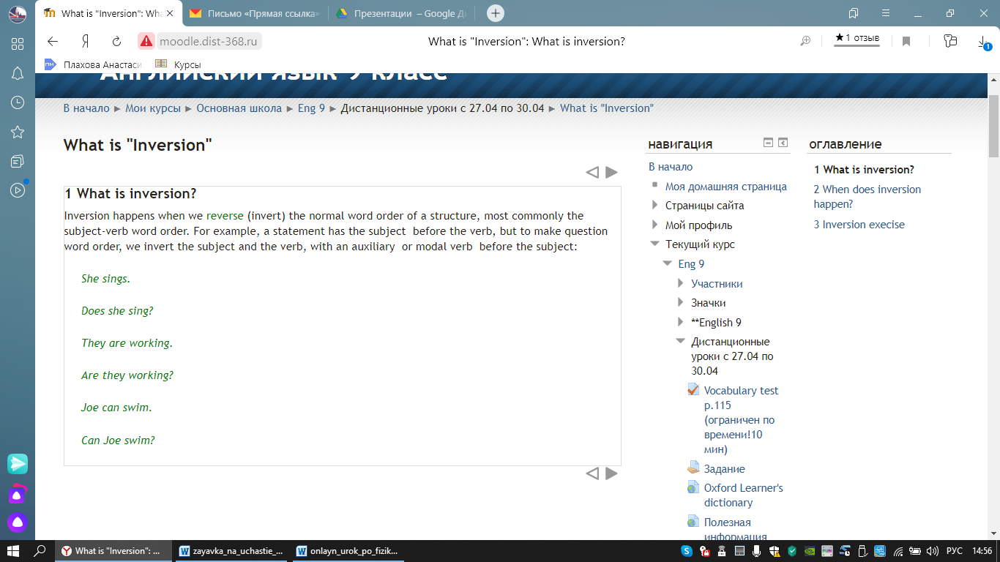 What is "Inversion": Wha
Письмо «Прямая ссылка»
Презентации – Google Ди
moodle.dist-368.ru
What is "Inversion": What is inversion?
★1 отзыв
1
ПМ
Плахова Анастаси
Курсы
Английский язык 9 класс
В начало ► Мои курсы ► Основная школа ► Eng 9 ► Дистанционные уроки с 27.04 по 30.04 ► What is "Inversion"
What is "Inversion"
1 What is inversion?
Inversion happens when we reverse (invert) the normal word order of a structure, most commonly the
subject-verb word order. For example, a statement has the subject before the verb, but to make question
word order, we invert the subject and the verb, with an auxiliary or modal verb before the subject:
She sings.
Does she sing?
They are working.
Are they working?
Joe can swim.
Can Joe swim?
навигация
В начало
Моя домашняя страница
Страницы сайта
Мой профиль
Текущий курс
Eng 9
Участники
Значки
**English 9
Дистанционные
уроки с 27.04 по
30.04
Vocabulary test
p.115
(ограничен по
времени!10
мин)
Задание
Oxford Learner's
dictionary
Полезная
информация
оглавление
1 What is inversion?
2 When does inversion
happen?
3 Inversion execise
What is "Inversion": ...
zayavka_na_uchastie_...
onlayn_urok_po_fizik...
РУС
14:56